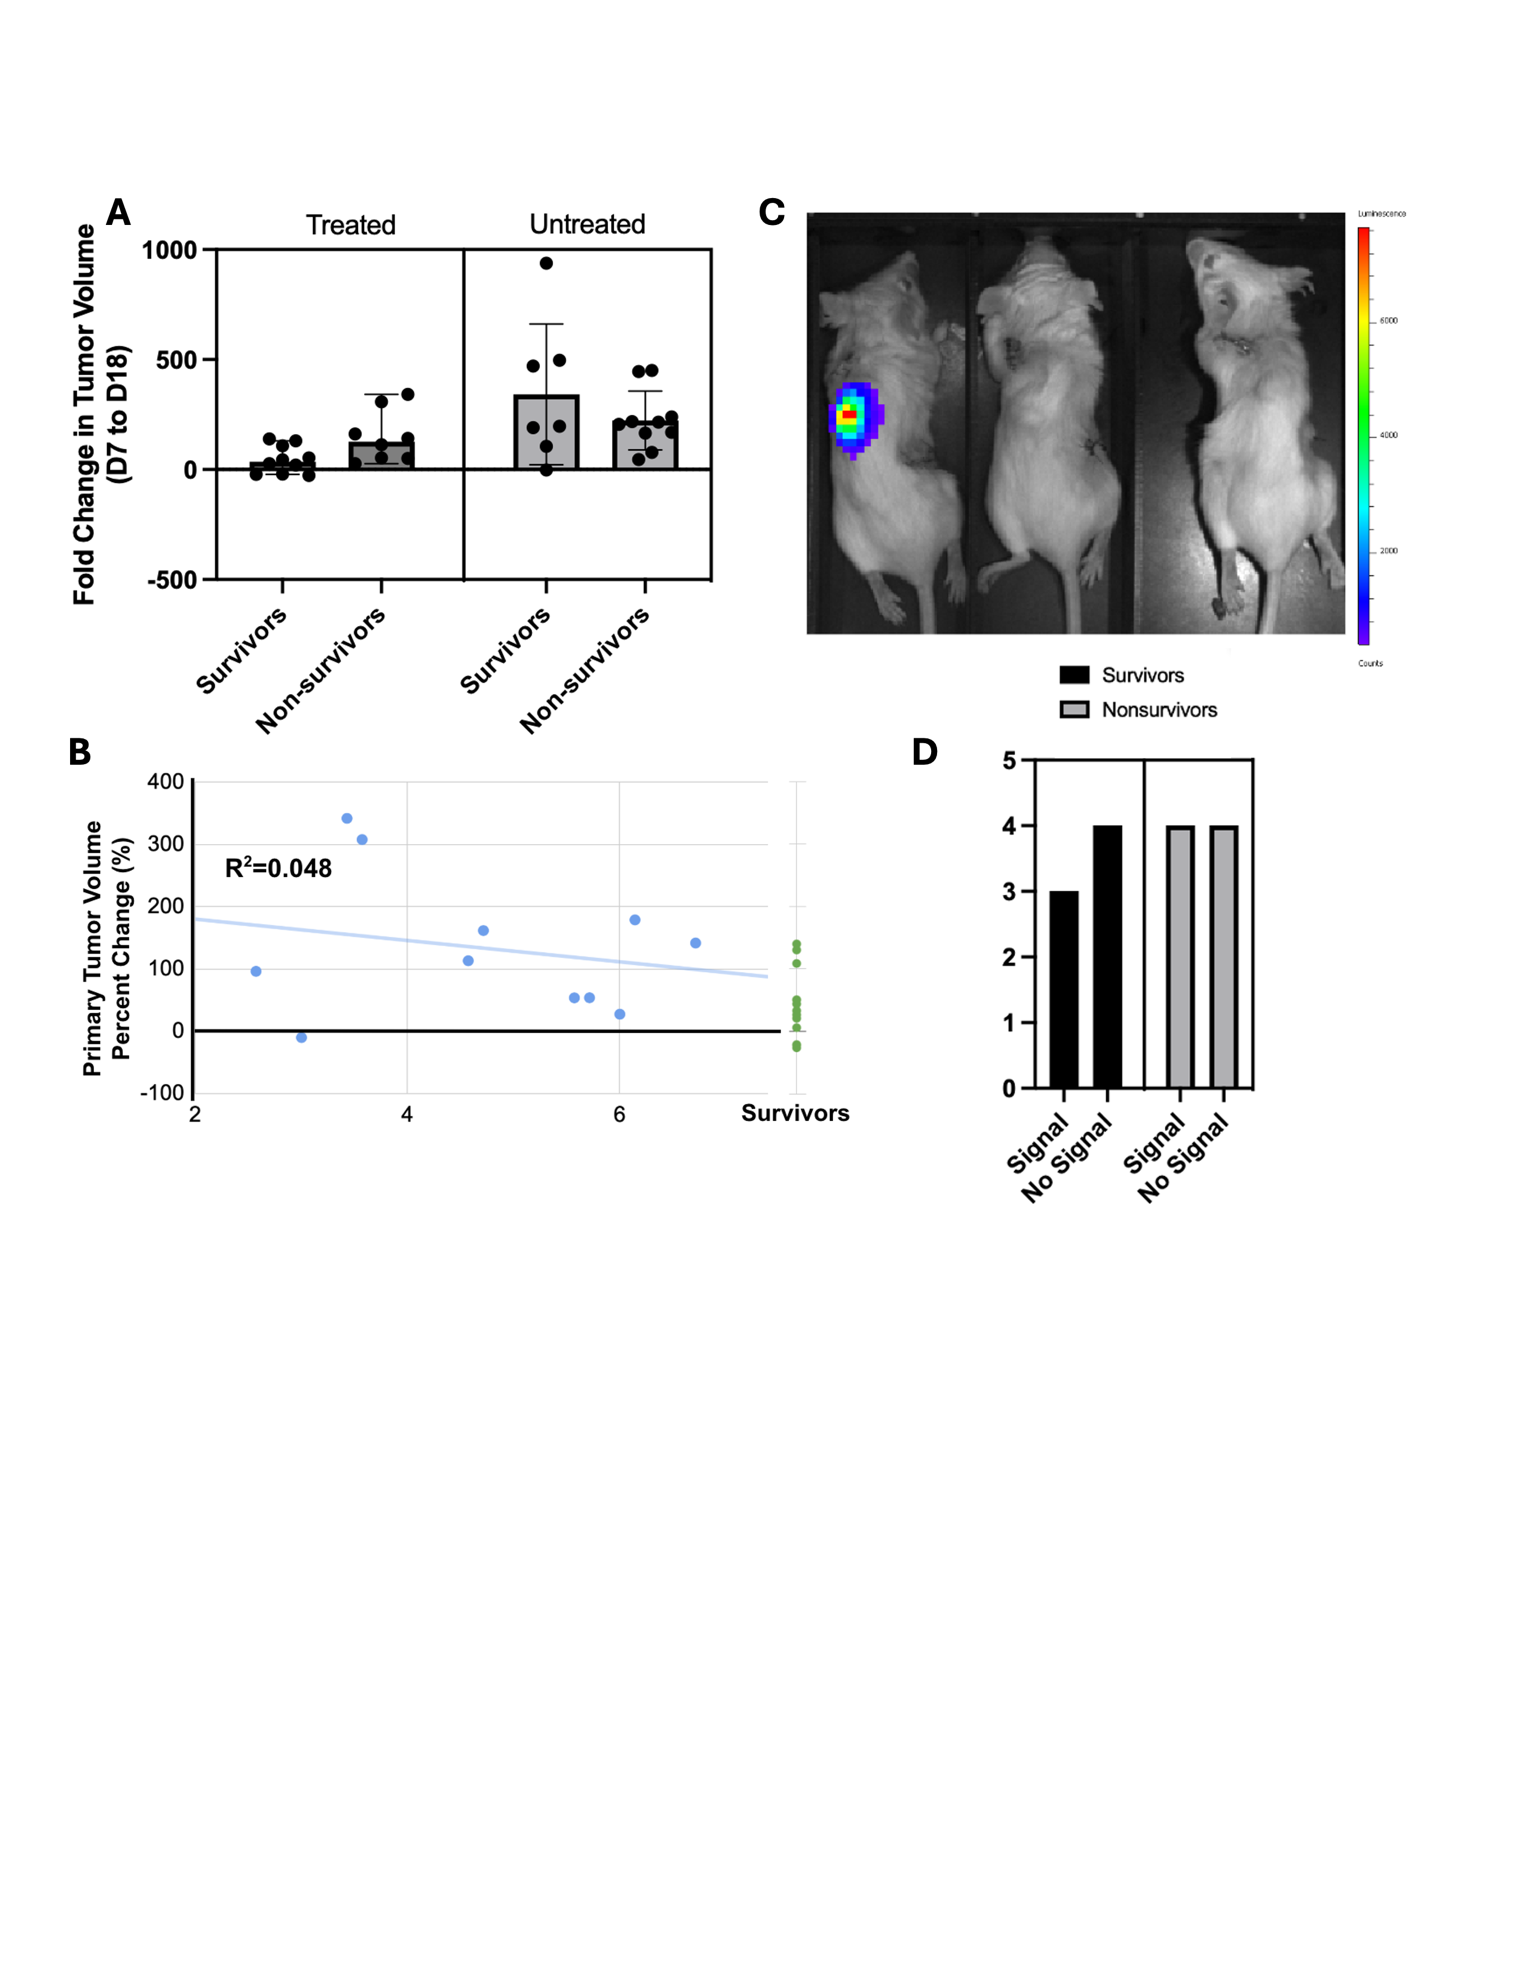 A
Treated
Untreated
Fold Change in Tumor Volume
(D7 to D18)
1000
500
0
-500
Survivors
Non-survivors
Survivors
Non-survivors
C
Luminescence
6000
4000
2000
Counts
B
Primary Tumor Volume
Percent Change (%)
400
300
200
100
0
-100
R²=0.048
2
4
6
Survivors
Survivors
Nonsurvivors
D
5
4
3
2
1
0
Signal
No Signal
Signal
No Signal